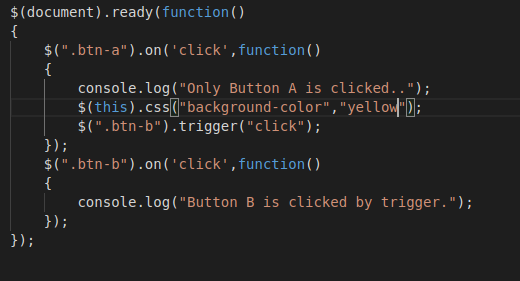 $(document).ready(function()
{
    $(".btn-a").on('click',function()
    {
        console.log("Only Button A is clicked..");
        $(this).css("background-color","yellow");
        $(".btn-b").trigger("click");
    });
    $(".btn-b").on('click',function()
    {
        console.log("Button B is clicked by trigger.");
    });
});